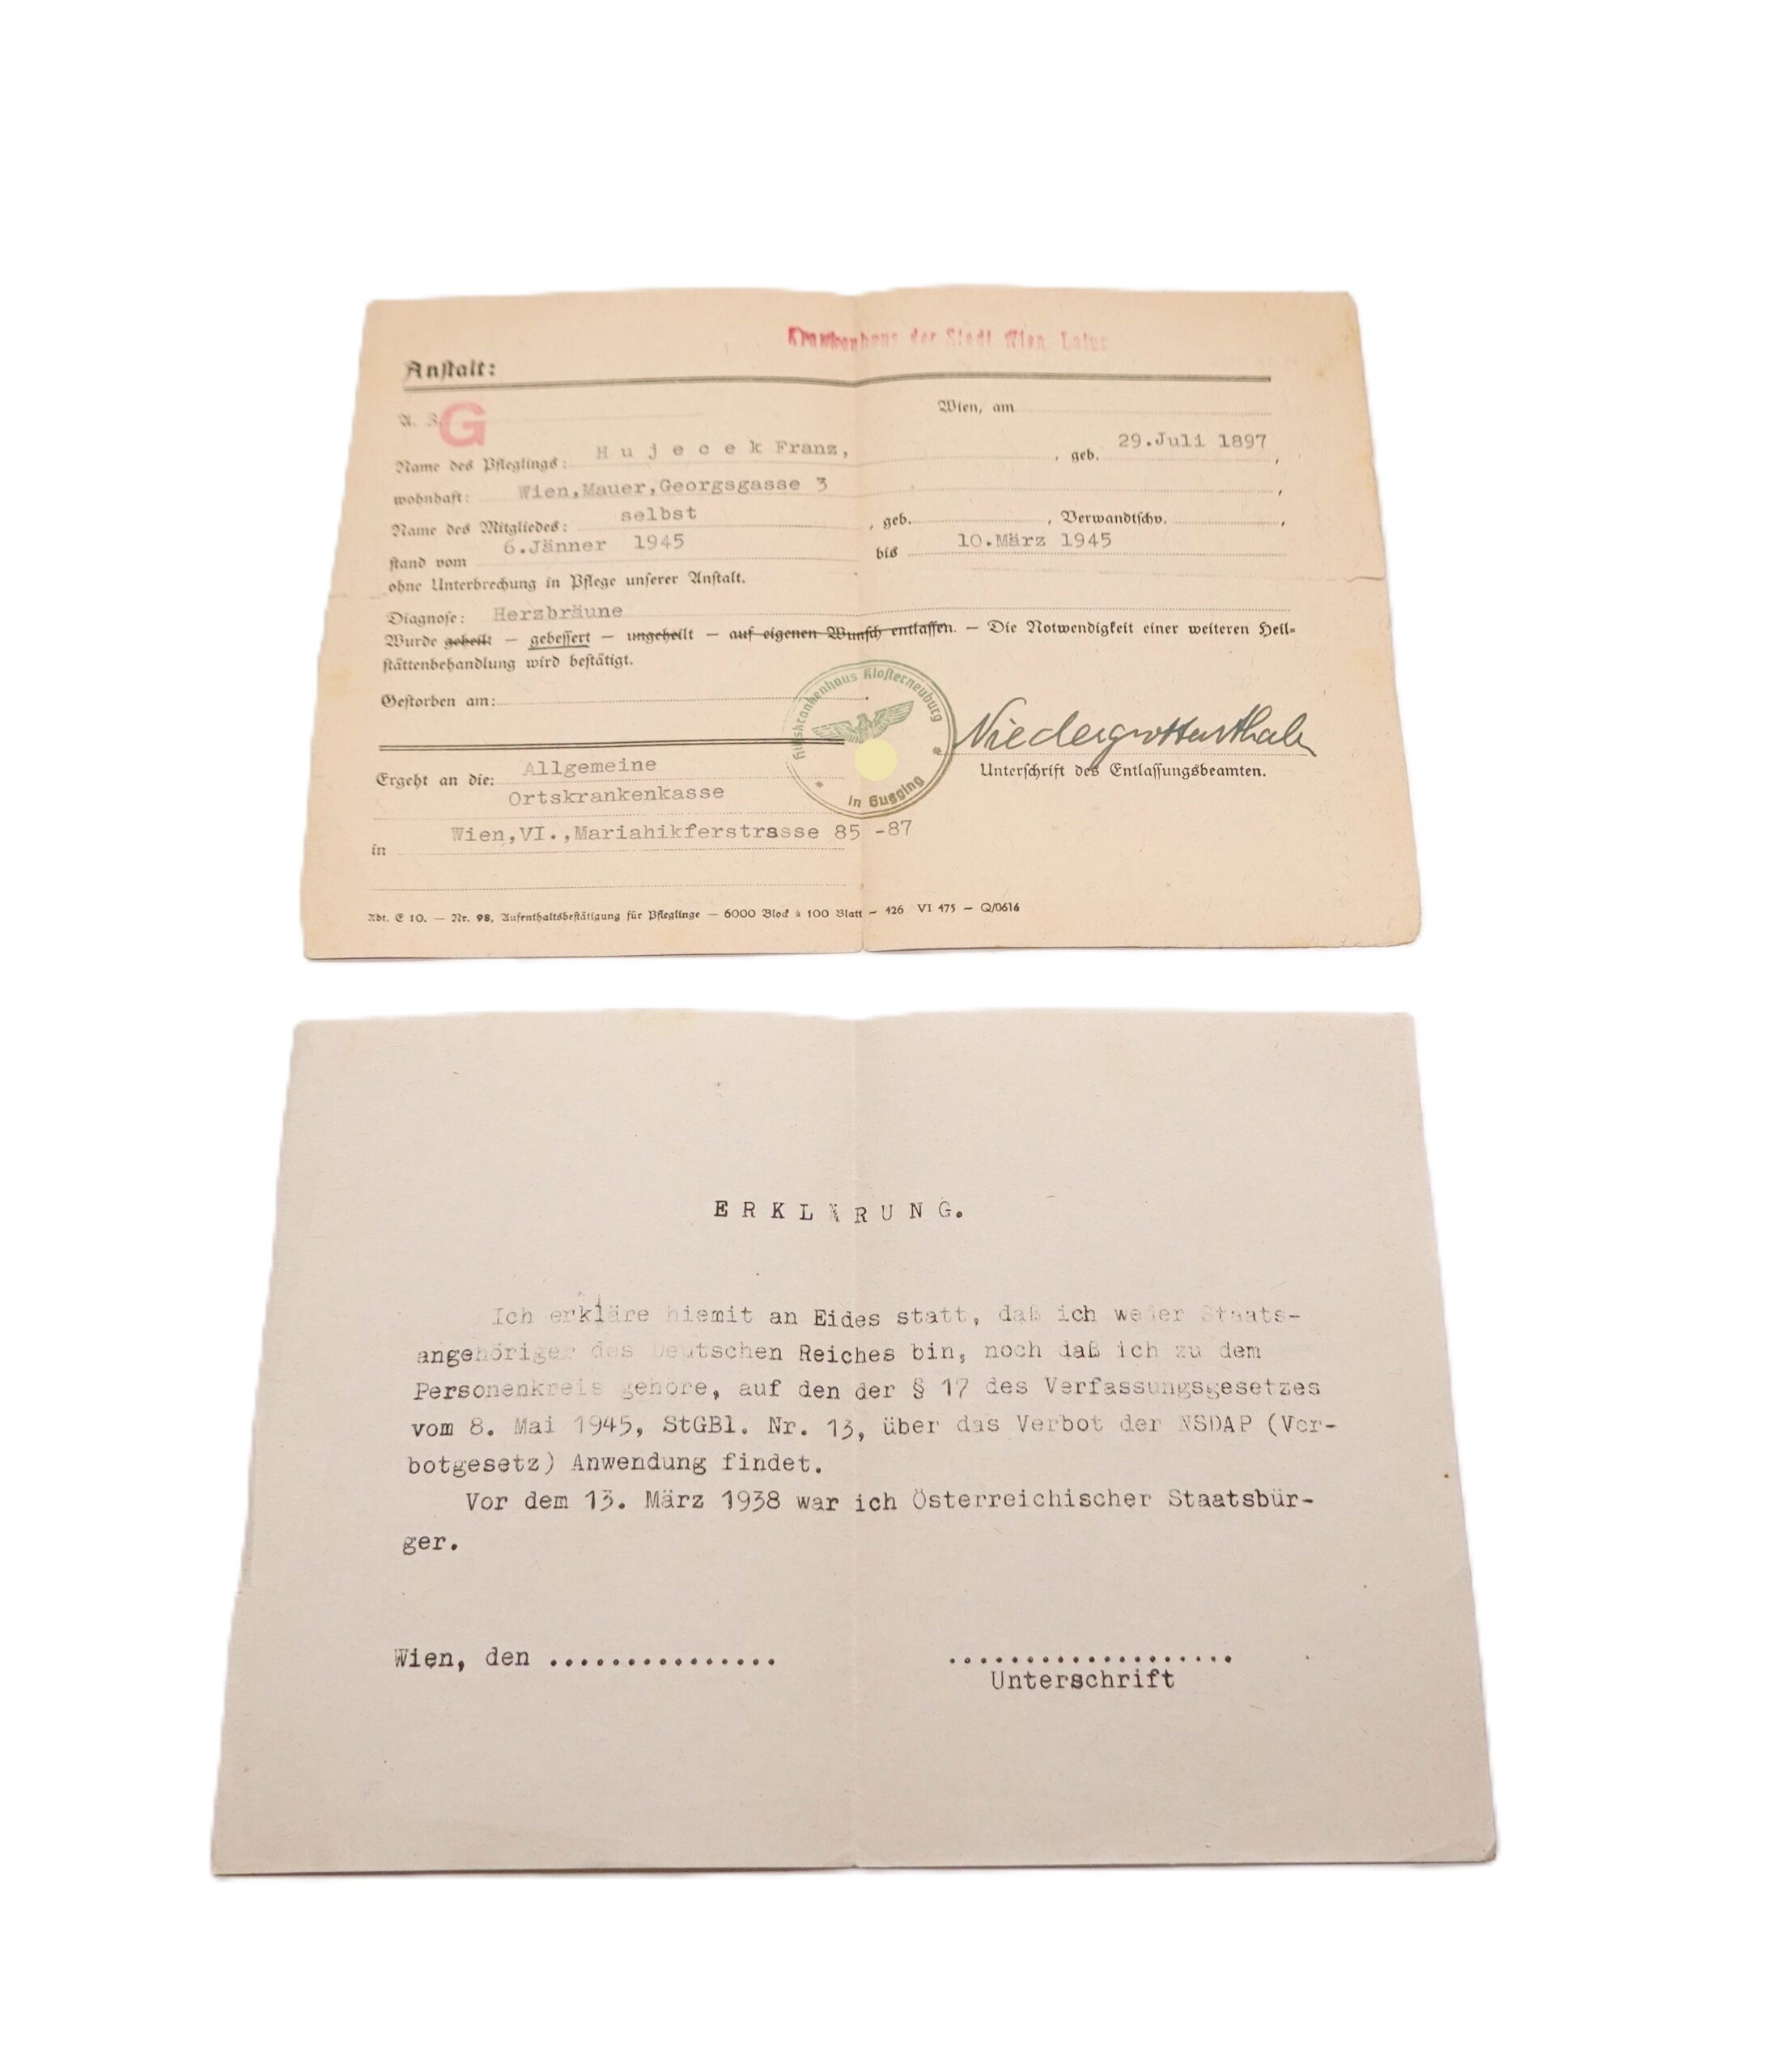 Krankenhaus der Stadt Wien Lainz
Anstalt:
A. Z. G
Wien, am
Name des Pfleglings: Hujecek Franz, , geb. 29.Juli 1897 ,
wohnhaft: Wien,Mauer,Georgsgasse 3 ,
Name des Mitgliedes: selbst , geb. , Verwandtschv. ,
stand vom 6.Jänner 1945 bis 10.März 1945
ohne Unterbrechung in Pflege unserer Anstalt.
Diagnose: Herzbräune
Wurde geheilt — gebessert — ungeheilt — auf eigenen Wunsch entlassen. — Die Notwendigkeit einer weiteren Heil=
stättenbehandlung wird bestätigt.
Gestorben am: .
krankenhaus Klosterneuburg
* in Gugging *
Unterschrift des Entlassungsbeamten.
Ergeht an die: Allgemeine
Ortskrankenkasse
in Wien,VI.,Mariahikferstrasse 85 -87
Abt. E 10. — Nr. 98, Aufenthaltsbestätigung für Pfleglinge — 6000 Block à 100 Blatt — 426 VI 475 — Q/0616
ERKLÄRUNG.
Ich erkläre hiemit an Eides statt, daß ich weder Staats-
angehöriger des Deutschen Reiches bin, noch daß ich zu dem
Personenkreis gehöre, auf den der § 17 des Verfassungsgesetzes
vom 8. Mai 1945, StGBl. Nr. 13, über das Verbot der NSDAP (Ver-
botgesetz) Anwendung findet.
Vor dem 13. März 1938 war ich Österreichischer Staatsbür-
ger.
Wien, den ............... ...................
Unterschrift